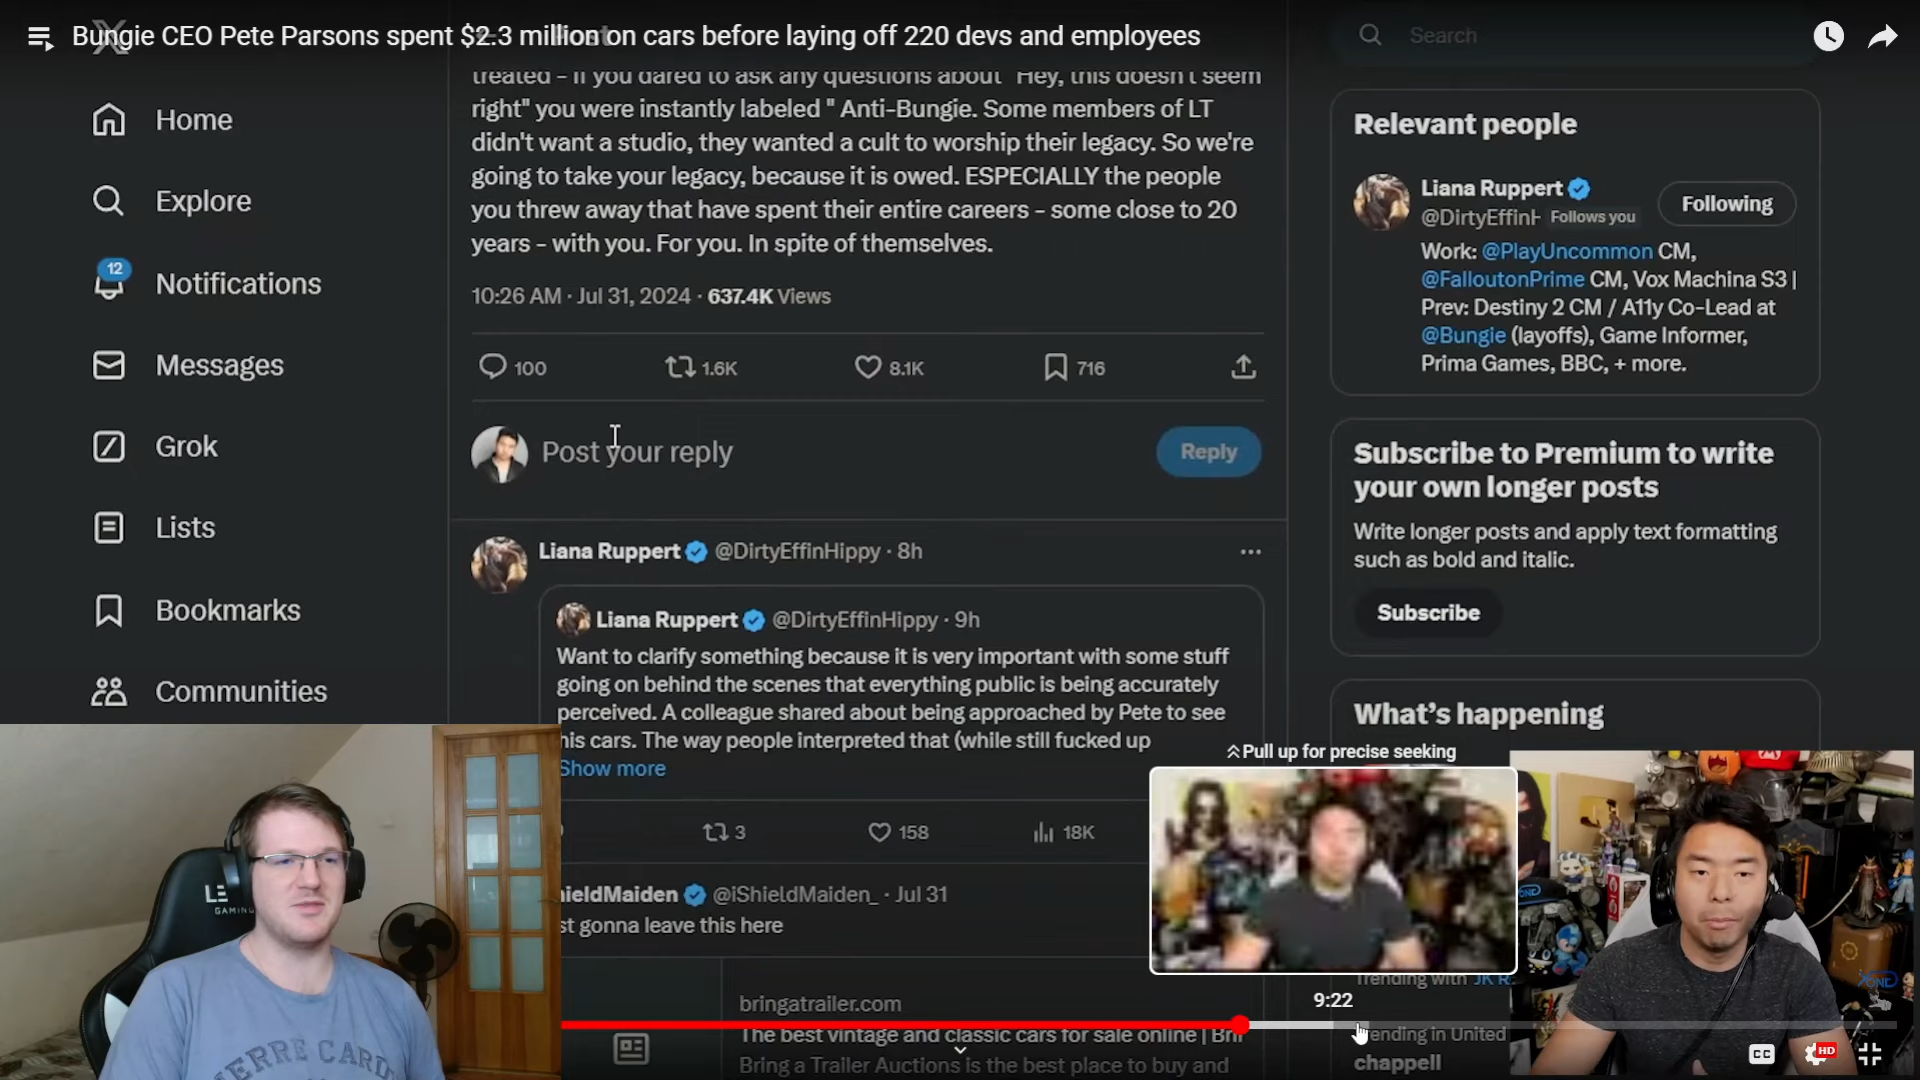 Bungie CEO Pete Parsons spent $2.3 million on cars before laying off 220 devs and employees
Search
Home
Explore
12
Notifications
Messages
Grok
Lists
Bookmarks
Communities
treated - if you dared to ask any questions about "Hey, this doesn't seem
right" you were instantly labeled " Anti-Bungie. Some members of LT
didn't want a studio, they wanted a cult to worship their legacy. So we're
going to take your legacy, because it is owed. ESPECIALLY the people
you threw away that have spent their entire careers - some close to 20
years - with you. For you. In spite of themselves.
10:26 AM · Jul 31, 2024 · 637.4K Views
100 1.6K 8.1K 716
Post your reply
Reply
Liana Ruppert @DirtyEffinHippy · 8h
Liana Ruppert @DirtyEffinHippy · 9h
Want to clarify something because it is very important with some stuff
going on behind the scenes that everything public is being accurately
perceived. A colleague shared about being approached by Pete to see
his cars. The way people interpreted that (while still fucked up
Show more
3 158 18K
hieldMaiden @iShieldMaiden_ · Jul 31
st gonna leave this here
bringatrailer.com
The best vintage and classic cars for sale online | Bri
Bring a Trailer Auctions is the best place to buy and
Relevant people
Liana Ruppert
@DirtyEffinH Follows you
Following
Work: @PlayUncommon CM,
@FalloutonPrime CM, Vox Machina S3 |
Prev: Destiny 2 CM / A11y Co-Lead at
@Bungie (layoffs), Game Informer,
Prima Games, BBC, + more.
Subscribe to Premium to write
your own longer posts
Write longer posts and apply text formatting
such as bold and italic.
Subscribe
What's happening
Pull up for precise seeking
9:22
Trending with JK R
Trending in United
chappell
CC
HD
LE
GAMING
ERRE CARD